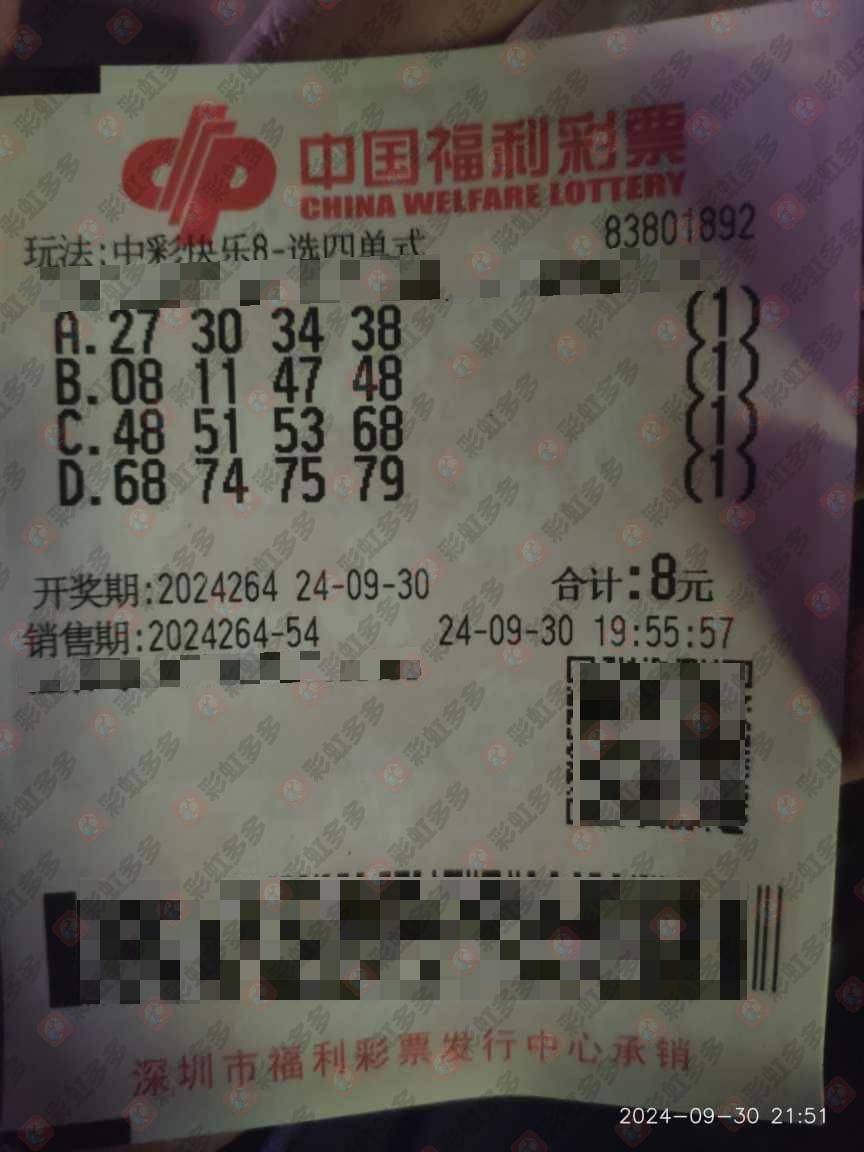 中国福利彩票
CHINA WELFARE LOTTERY
83801892
玩法:中彩快乐8-选四单式
A.27 30 34 38 (1)
B.08 11 47 48 (1)
C.48 51 53 68 (1)
D.68 74 75 79 (1)
开奖期:2024264 24-09-30 合计:8元
销售期:2024264-54 24-09-30 19:55:57
深圳市福利彩票发行中心承销
2024-09-30 21:51
彩虹多多